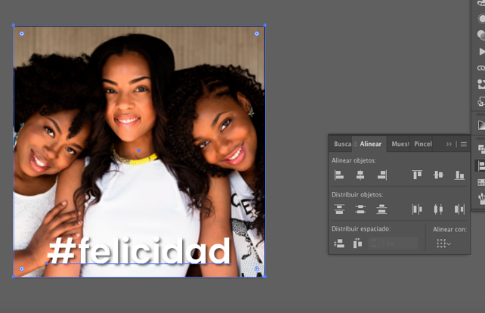 Busca Alinear Muest Pincel
Alinear objetos:
Distribuir objetos:
#felicidad
Distribuir espaciado:
Alinear con: